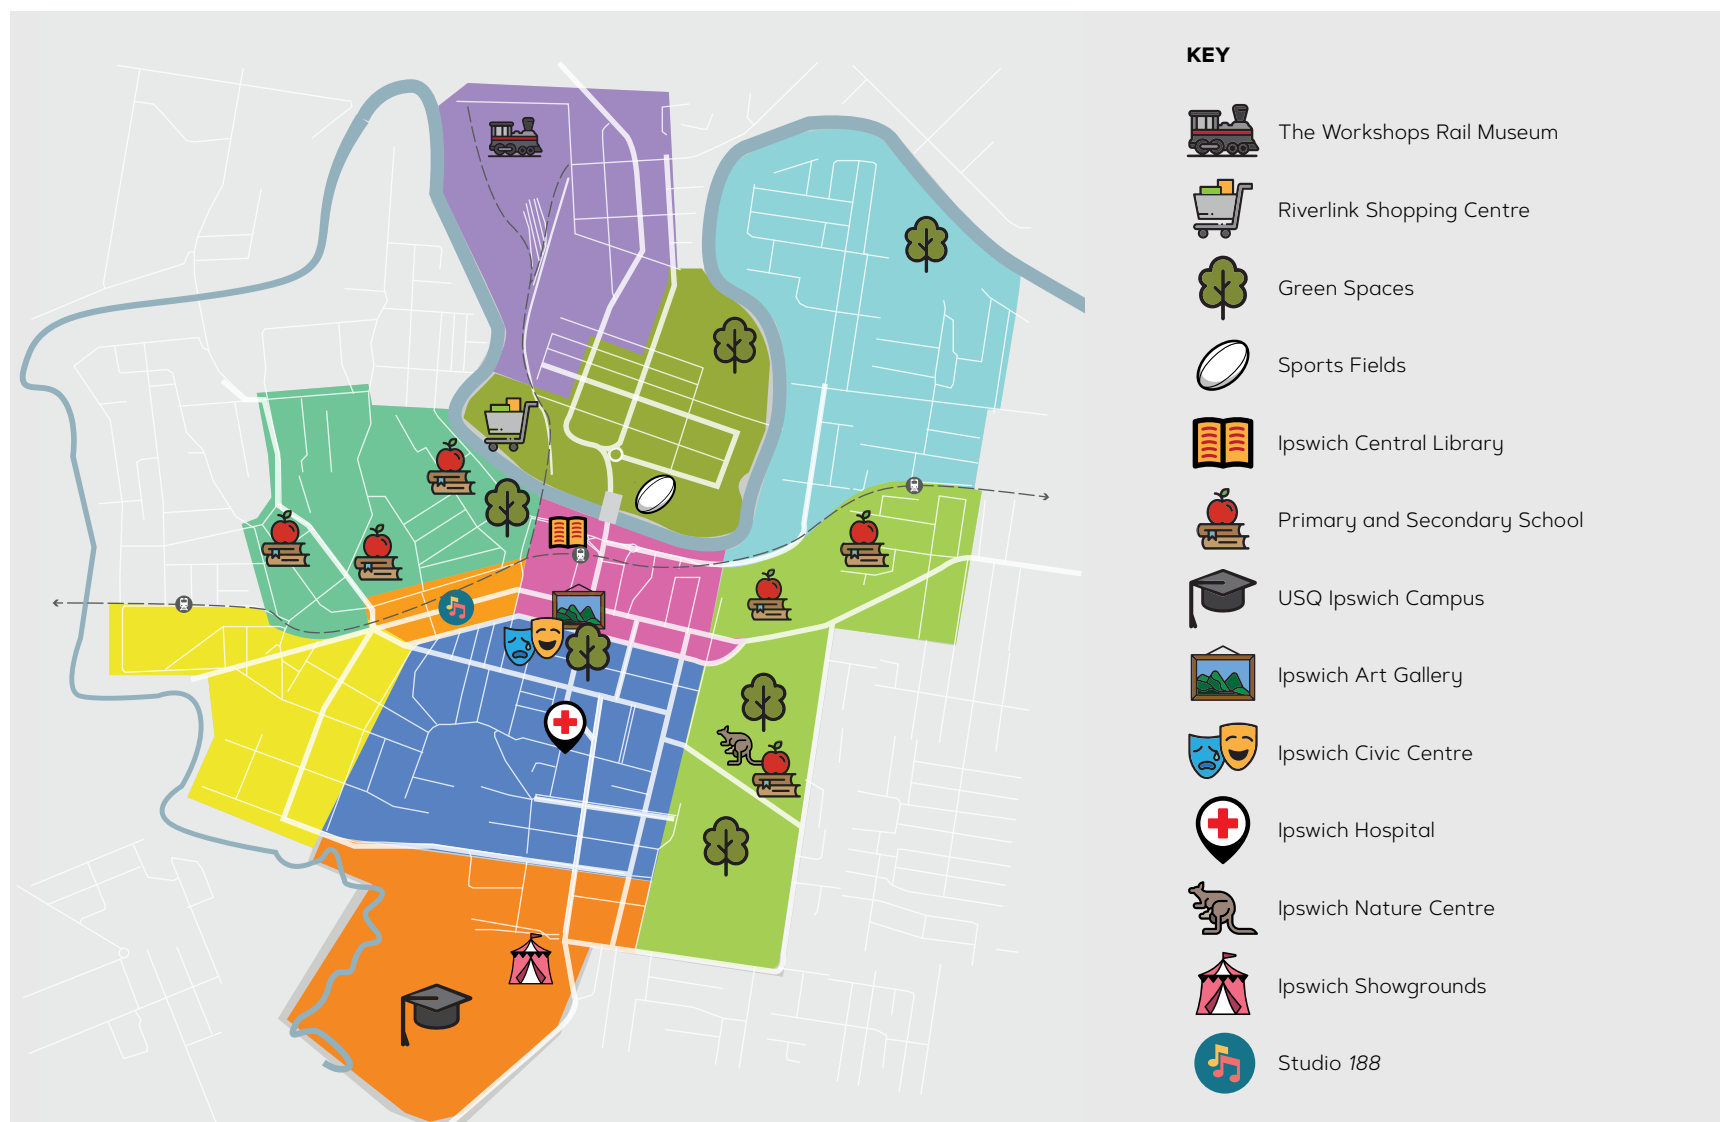 KEY
The Workshops Rail Museum
Riverlink Shopping Centre
Green Spaces
Sports Fields
Ipswich Central Library
Primary and Secondary School
USQ Ipswich Campus
Ipswich Art Gallery
Ipswich Civic Centre
Ipswich Hospital
Ipswich Nature Centre
Ipswich Showgrounds
Studio 188